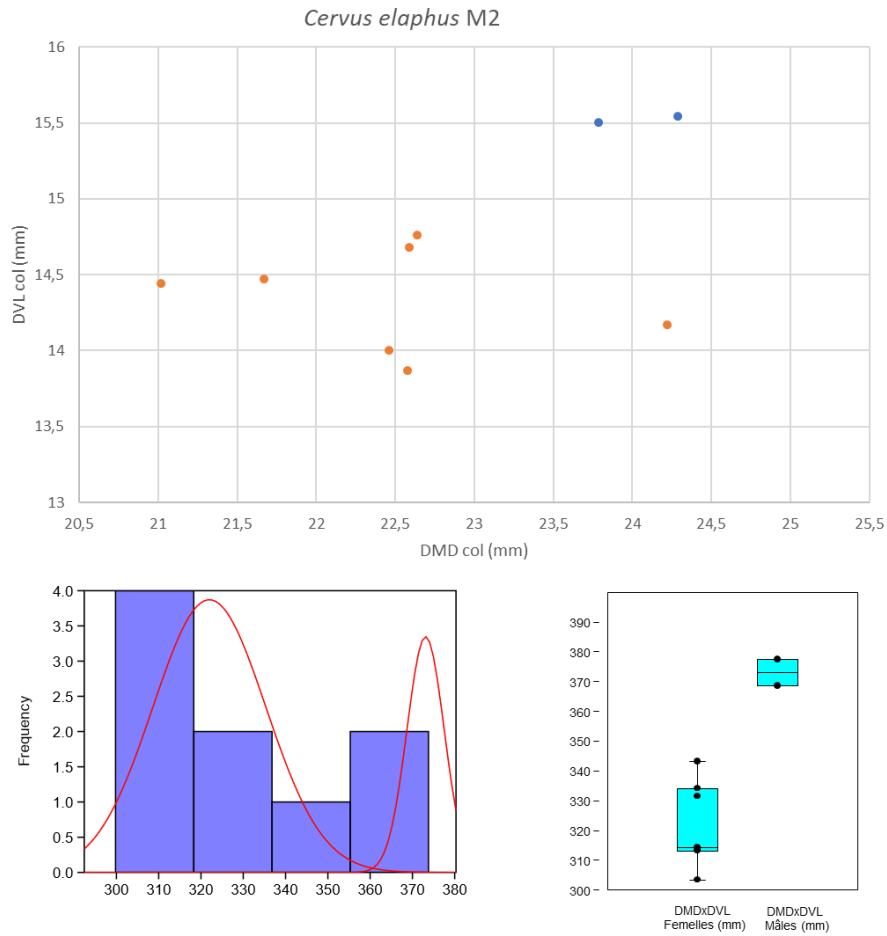 Cervus elaphus M2
16
15,5
15
14,5
14
13,5
13
DVL col (mm)
20,5 21 21,5 22 22,5 23 23,5 24 24,5 25 25,5
DMD col (mm)
4.0
3.5
3.0
2.5
2.0
1.5
1.0
0.5
0.0
Frequency
300 310 320 330 340 350 360 370 380
390
380
370
360
350
340
330
320
310
300
DMDxDVL
Femelles (mm)
DMDxDVL
Mâles (mm)